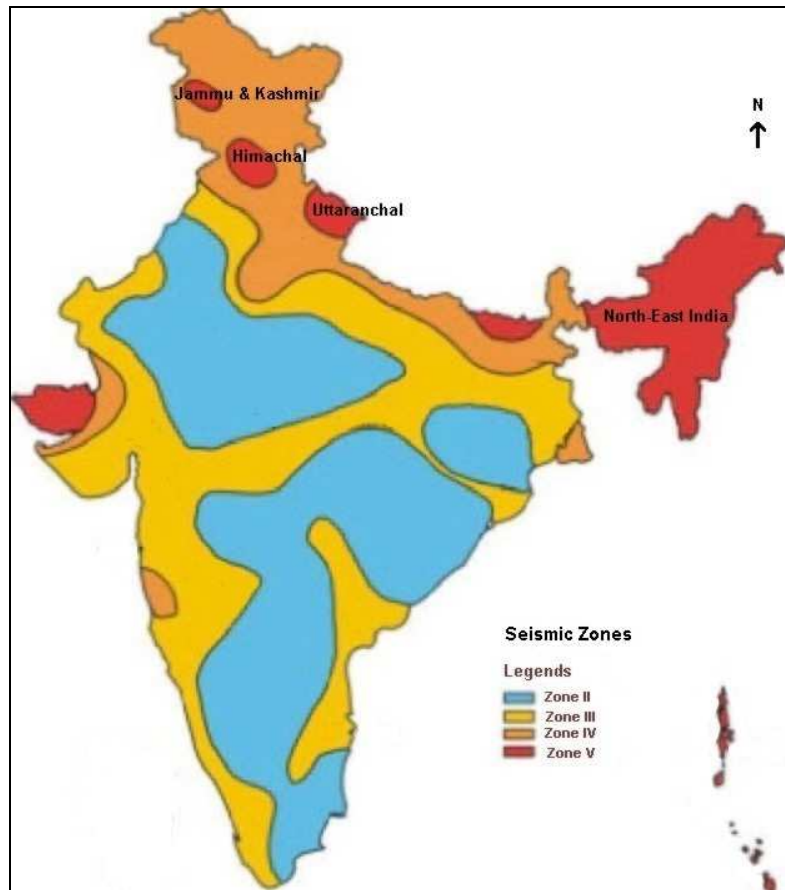 Jammu & Kashmir
N
Himachal
Uttaranchal
North-East India
Seismic Zones
Legends
Zone II
Zone III
Zone IV
Zone V